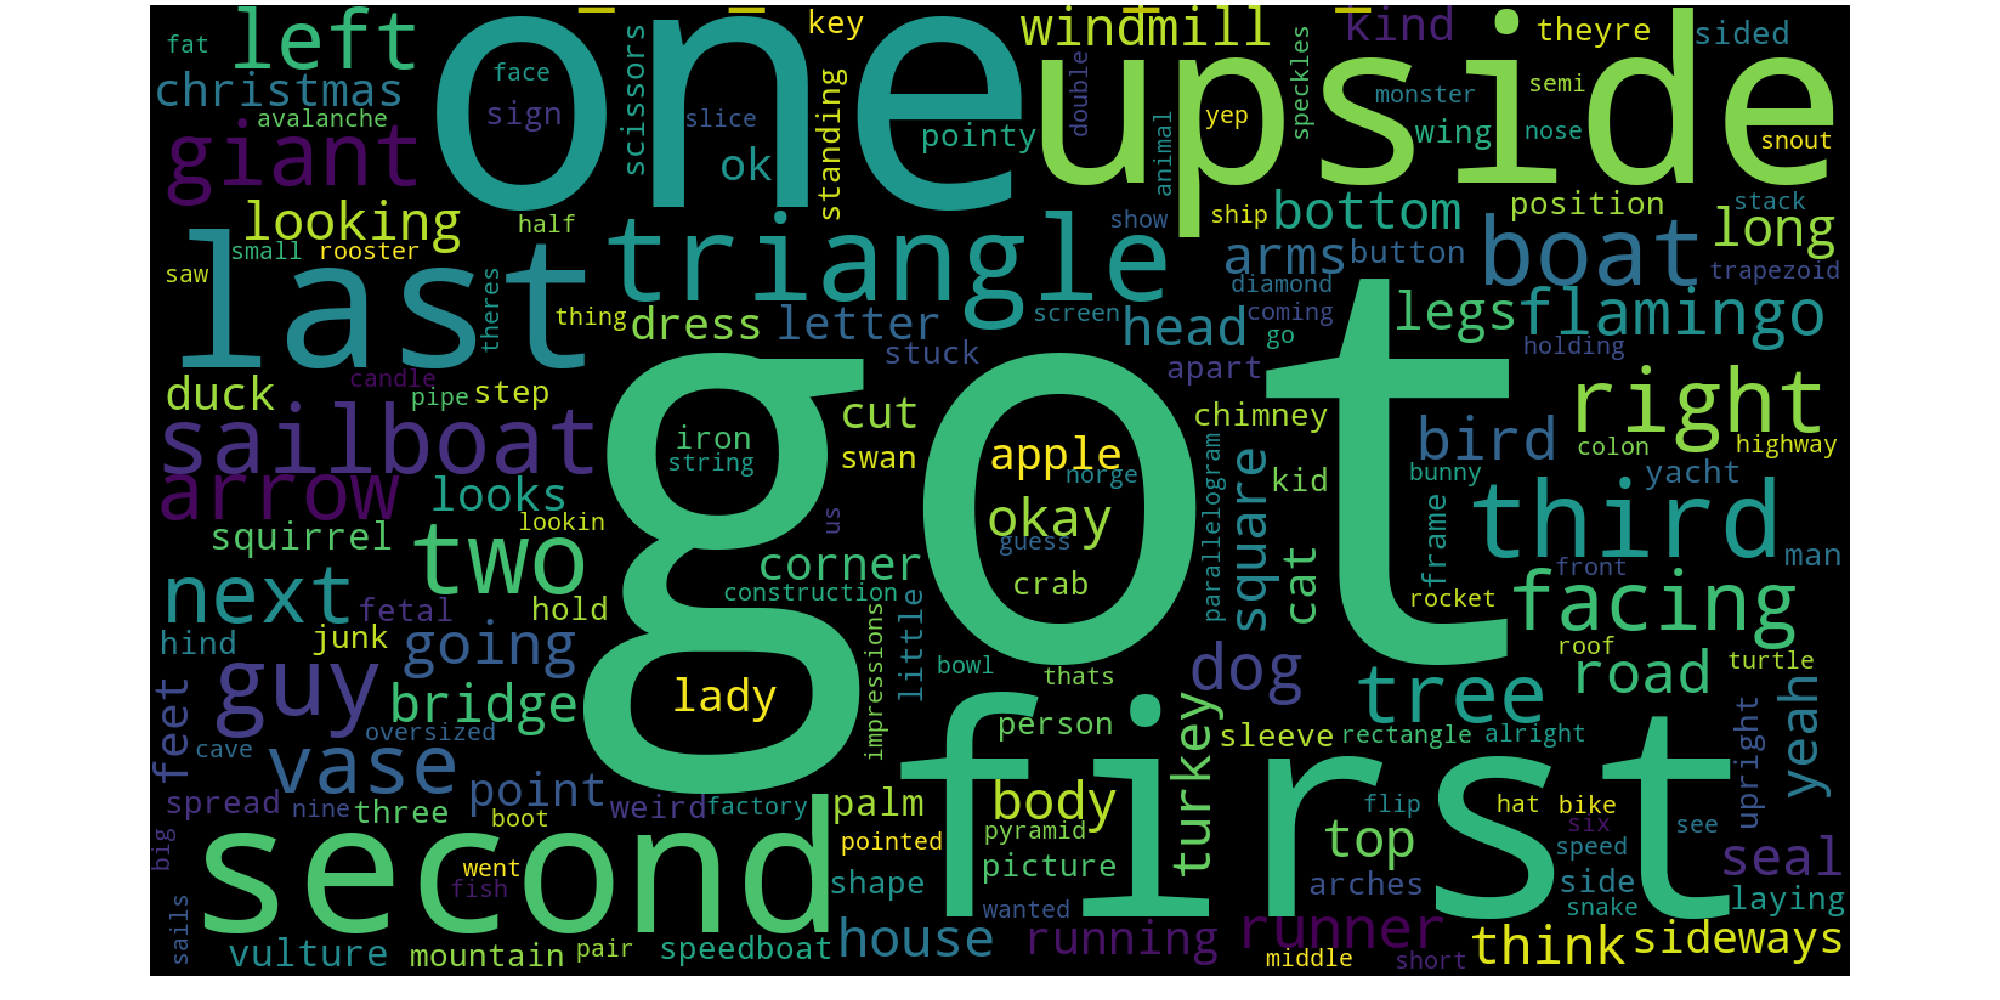 one
upside
left
windmill
kind
key
theyre
sided
fat
face
scissors
christmas
sign
standing
slice
double
speckles
monster
semi
avalanche
giant
ok
pointy
yep
wing
nose
snout
animal
looking
half
triangle
show
ship
bottom
position
stack
long
small
rooster
last
arms
button
boat
trapezoid
saw
theres
thing
dress
letter
screen
head
diamond
coming
go
legs
flamingo
stuck
holding
got
duck
candle
pipe
step
apart
right
sailboat
cut
chimney
iron
string
swan
apple
norge
bird
colon
highway
parallelogram
square
kid
bunny
yacht
arrow
looks
lookin
us
okay
guess
frame
third
squirrel
two
corner
crab
cat
man
front
construction
rocket
next
fetal
hold
impressions
little
facing
hind
junk
going
bowl
thats
dog
roof
road
turtle
guy
lady
bridge
tree
feet
oversized
person
turkey
sleeve
rectangle
alright
upright
yeah
cave
vase
point
first
spread
nine
three
boot
weird
factory
palm
body
flip
hat
bike
six
see
big
second
pointed
pyramid
top
speed
went
fish
shape
picture
arches
side
seal
sails
wanted
snake
laying
vulture
mountain
pair
speedboat
house
running
runner
middle
short
think
sideways